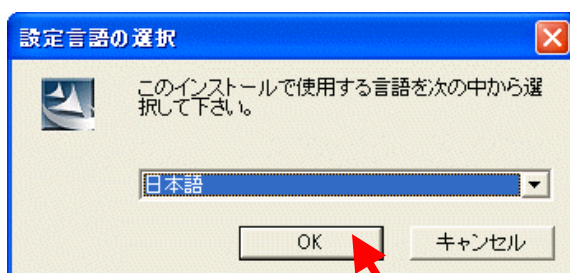 設定言語の選択
このインストールで使用する言語を次の中から選
択して下さい。
日本語
OK
キャンセル